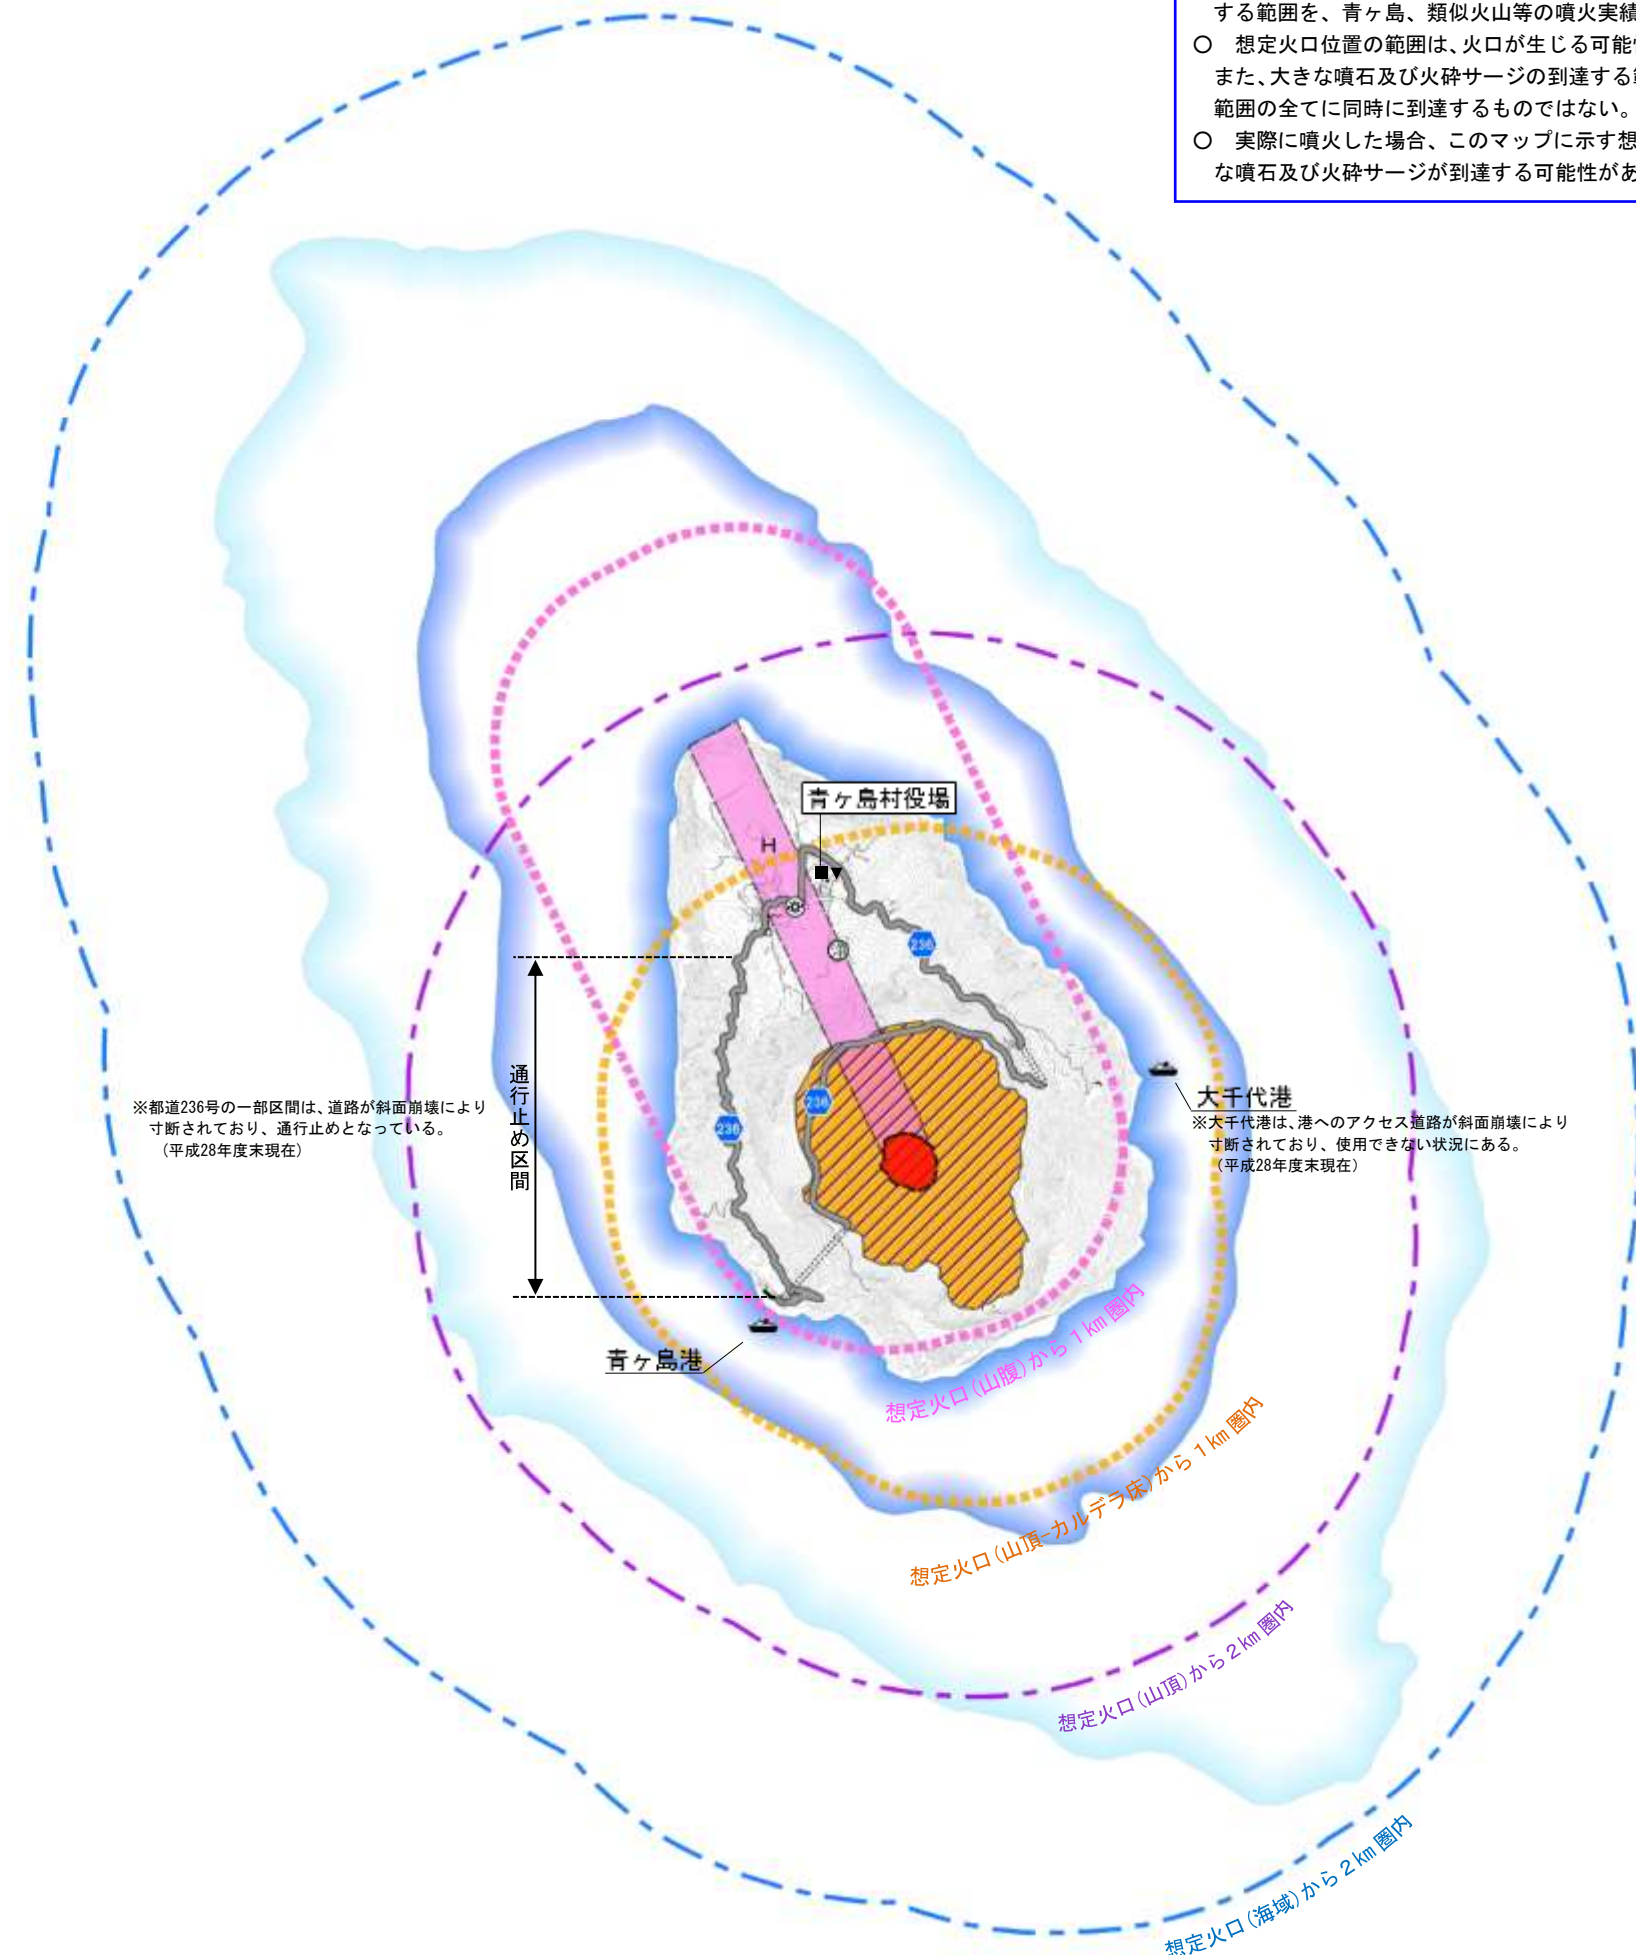 する範囲を、青ヶ島、類似火山等の噴火実績
○ 想定火口位置の範囲は、火口が生じる可能
また、大きな噴石及び火砕サージの到達する
範囲の全てに同時に到達するものではない。
○ 実際に噴火した場合、このマップに示す想
な噴石及び火砕サージが到達する可能性があ
青ヶ島村役場
H
236
通行止め区間
※都道236号の一部区間は、道路が斜面崩壊により
寸断されており、通行止めとなっている。
（平成28年度末現在）
236
236
大千代港
※大千代港は、港へのアクセス道路が斜面崩壊により
寸断されており、使用できない状況にある。
（平成28年度末現在）
青ヶ島港
想定火口（山腹）から１㎞圏内
想定火口（山頂-カルデラ床）から１㎞圏内
想定火口（山頂）から２㎞圏内
想定火口（海域）から２㎞圏内